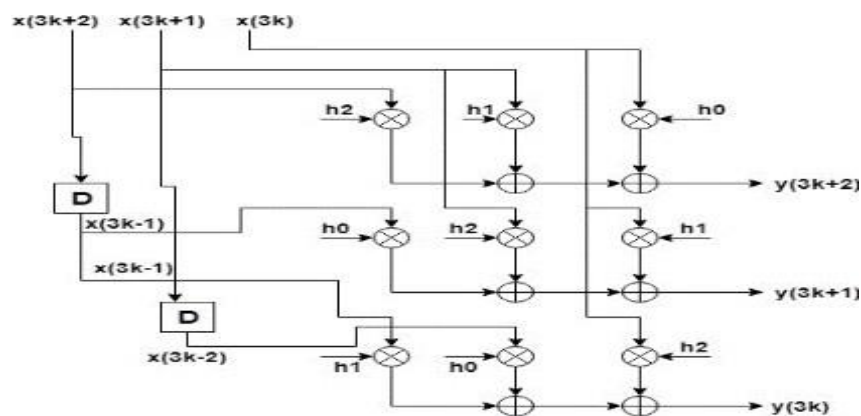 x(3k+2) x(3k+1) x(3k)
h2 h1 h0
D
y(3k+2)
x(3k-1)
h0 h2 h1
x(3k-1)
y(3k+1)
D
x(3k-2)
h1 h0 h2
y(3k)